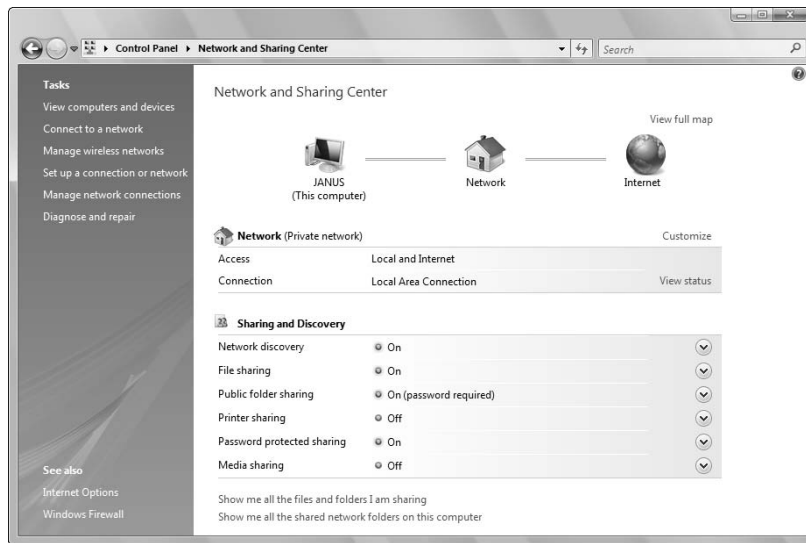 Control Panel Network and Sharing Center
Search
Tasks
View computers and devices
Connect to a network
Manage wireless networks
Set up a connection or network
Manage network connections
Diagnose and repair
See also
Internet Options
Windows Firewall
Network and Sharing Center
View full map
JANUS
(This computer)
Network
Internet
Network (Private network) Customize
Access Local and Internet
Connection Local Area Connection View status
Sharing and Discovery
Network discovery On
File sharing On
Public folder sharing On (password required)
Printer sharing Off
Password protected sharing On
Media sharing Off
Show me all the files and folders I am sharing
Show me all the shared network folders on this computer